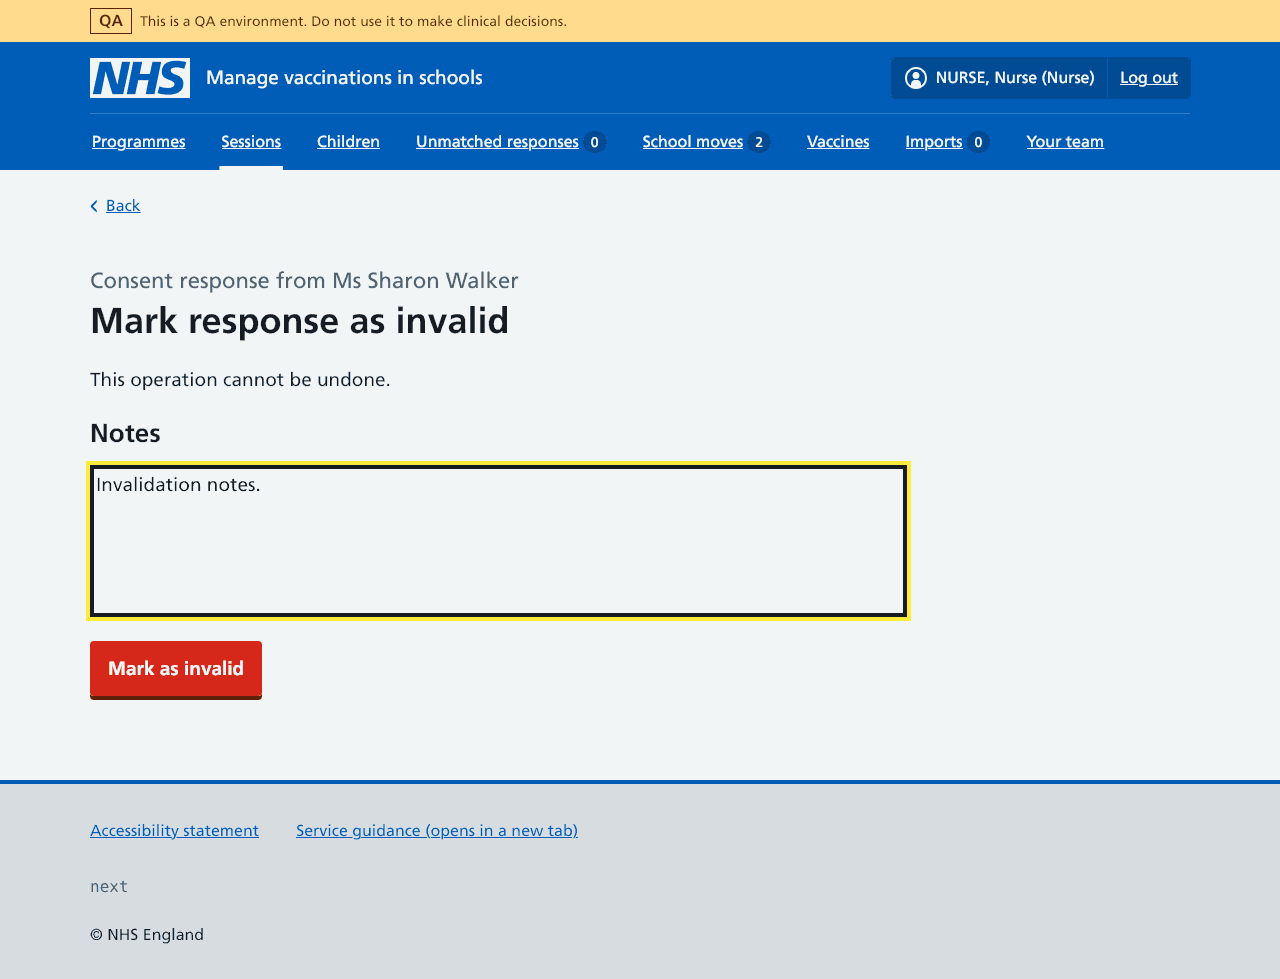 QA This is a QA environment. Do not use it to make clinical decisions.
NHS Manage vaccinations in schools NURSE, Nurse (Nurse) Log out
Programmes Sessions Children Unmatched responses 0 School moves 2 Vaccines Imports 0 Your team
Back
Consent response from Ms Sharon Walker
Mark response as invalid
This operation cannot be undone.
Notes
Invalidation notes.
Mark as invalid
Accessibility statement Service guidance (opens in a new tab)
next
© NHS England